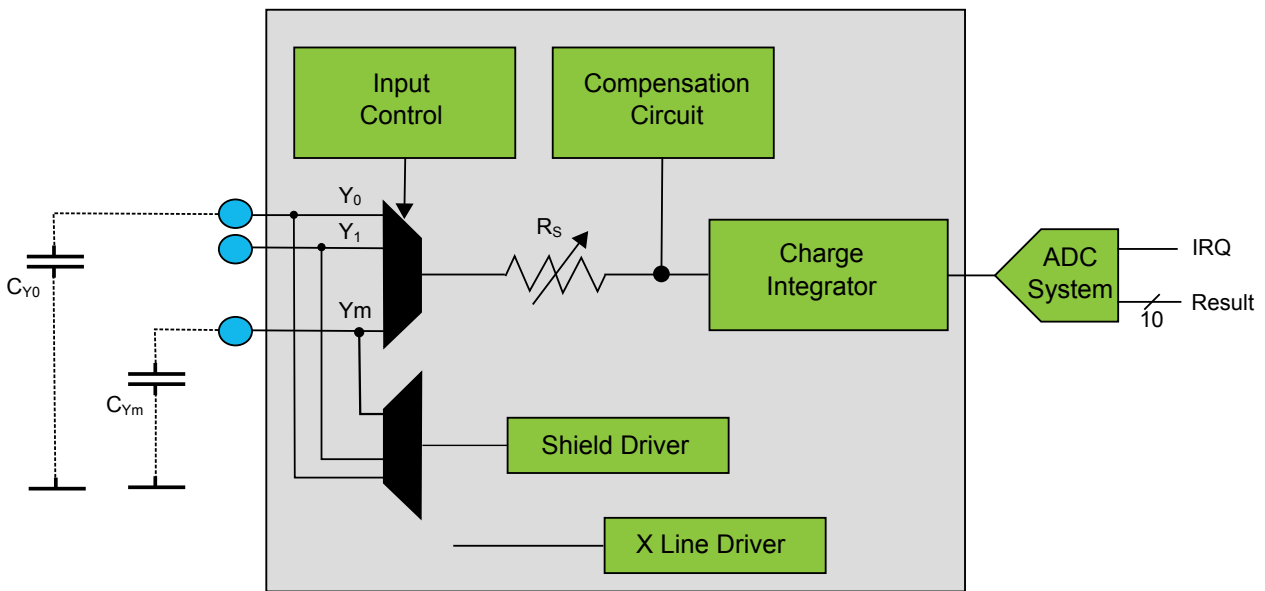 Input
Control
Compensation
Circuit
Y0
Y1
Ym
RS
Charge
Integrator
ADC
System
IRQ
Result
10
CY0
CYm
Shield Driver
X Line Driver